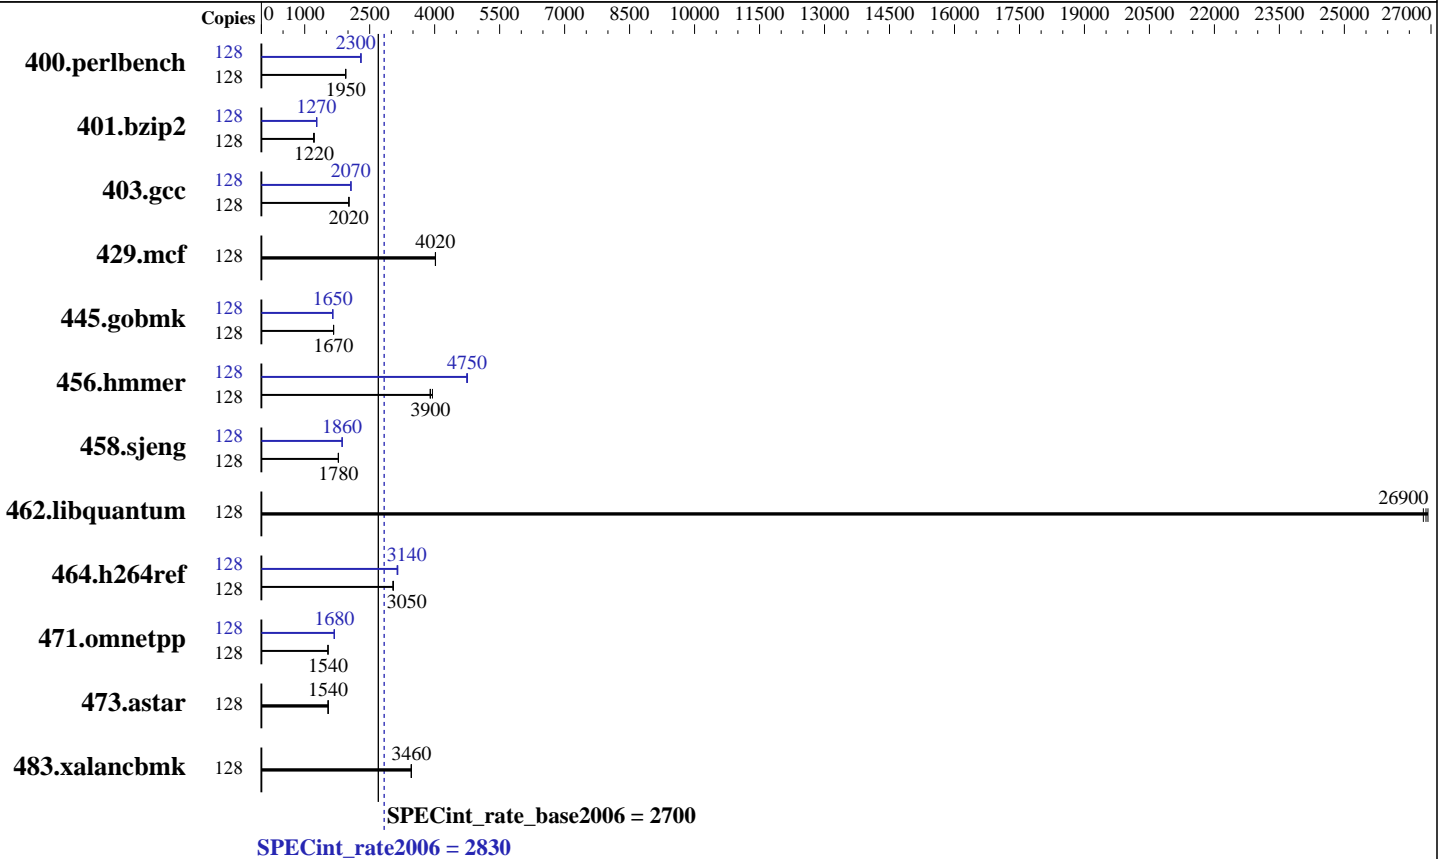 Copies 0 1000 2500 4000 5500 7000 8500 10000 11500 13000 14500 16000 17500 19000 20500 22000 23500 25000 27000
400.perlbench 128 2300
128 1950
401.bzip2 128 1270
128 1220
403.gcc 128 2070
128 2020
429.mcf 128 4020
445.gobmk 128 1650
128 1670
456.hmmer 128 4750
128 3900
458.sjeng 128 1860
128 1780
462.libquantum 128 26900
464.h264ref 128 3140
128 3050
471.omnetpp 128 1680
128 1540
473.astar 128 1540
483.xalancbmk 128 3460
SPECint_rate_base2006 = 2700
SPECint_rate2006 = 2830